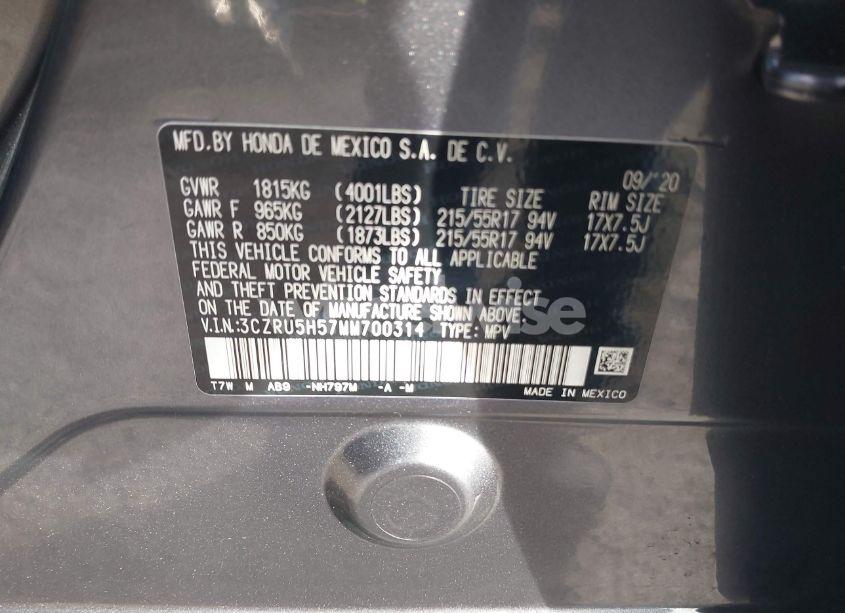 MFD.BY HONDA DE MEXICO S.A. DE C.V.
09/'20
GVWR 1815KG (4001LBS) TIRE SIZE RIM SIZE
GAWR F 965KG (2127LBS) 215/55R17 94V 17X7.5J
GAWR R 850KG (1873LBS) 215/55R17 94V 17X7.5J
THIS VEHICLE CONFORMS TO ALL APPLICABLE
FEDERAL MOTOR VEHICLE SAFETY
AND THEFT PREVENTION STANDARDS IN EFFECT
ON THE DATE OF MANUFACTURE SHOWN ABOVE.
V.I.N:3CZRU5H57MM700314 TYPE: MPV
T7W M AB9 -NH797M -A -M MADE IN MEXICO